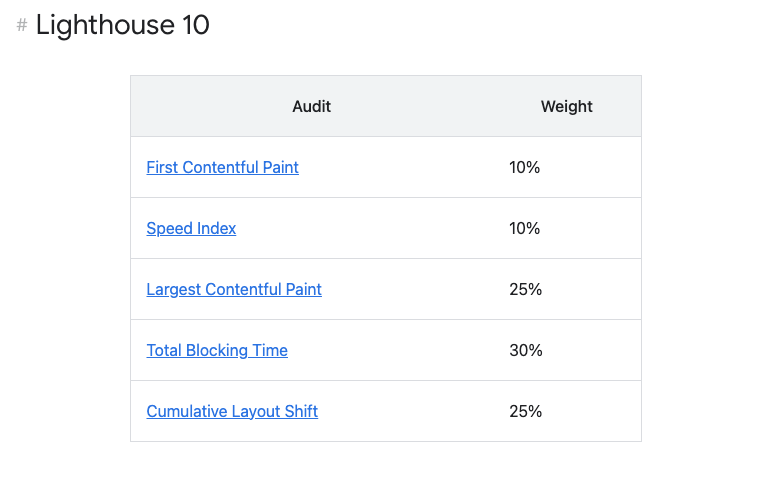 # Lighthouse 10
Audit Weight
First Contentful Paint 10%
Speed Index 10%
Largest Contentful Paint 25%
Total Blocking Time 30%
Cumulative Layout Shift 25%